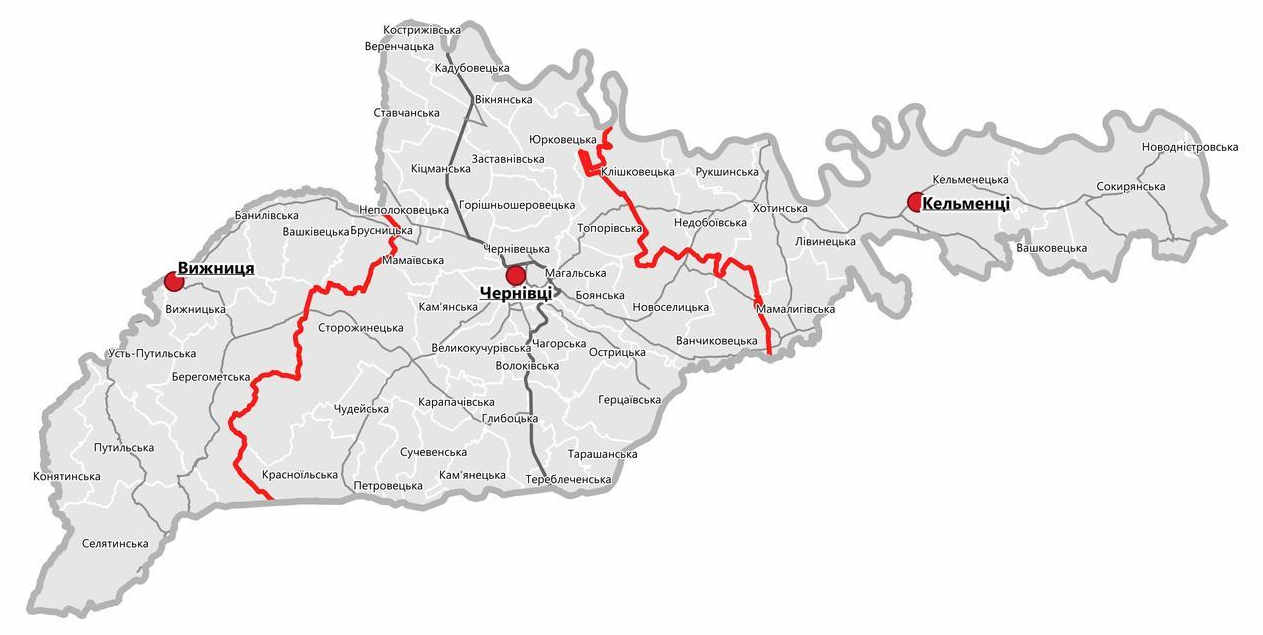 Кострижівська
Веренчацька
Кадубовецька
Вікнянська
Ставчанська
Юрковецька
Новодністровська
Заставнівська
Кіцманська
Клішковецька
Рукшинська
Кельменецька
Сокирянська
Неполоковецька
Горішньошеровецька
Хотинська
Кельменці
Банилівська
Вашківецька
Брусницька
Топорівська
Недобоївська
Лівинецька
Вашковецька
Чернівецька
Мамаївська
Вижниця
Магальська
Чернівці
Боянська
Вижницька
Кам'янська
Новоселицька
Мамалигівська
Сторожинецька
Ванчиковецька
Великокучурівська
Чагорська
Острицька
Усть-Путильська
Волоківська
Берегометська
Карапачівська
Герцаївська
Чудейська
Глибоцька
Путильська
Сучевенська
Тарашанська
Конятинська
Красноїльська
Кам'янецька
Петровецька
Тереблеченська
Селятинська